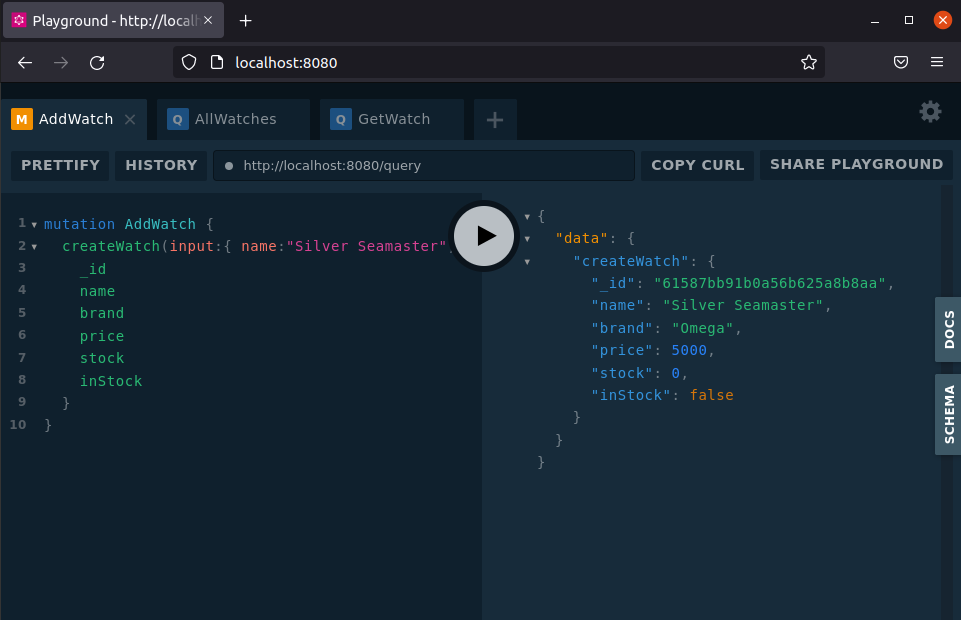 Playground - http://local
localhost:8080
M AddWatch
Q AllWatches
Q GetWatch
PRETTIFY
HISTORY
http://localhost:8080/query
COPY CURL
SHARE PLAYGROUND
1 mutation AddWatch {
2 createWatch(input:{ name:"Silver Seamaster"
3 _id
4 name
5 brand
6 price
7 stock
8 inStock
9 }
10 }
{
"data": {
"createWatch": {
"_id": "61587bb91b0a56b625a8b8aa",
"name": "Silver Seamaster",
"brand": "Omega",
"price": 5000,
"stock": 0,
"inStock": false
}
}
}
DOCS
SCHEMA